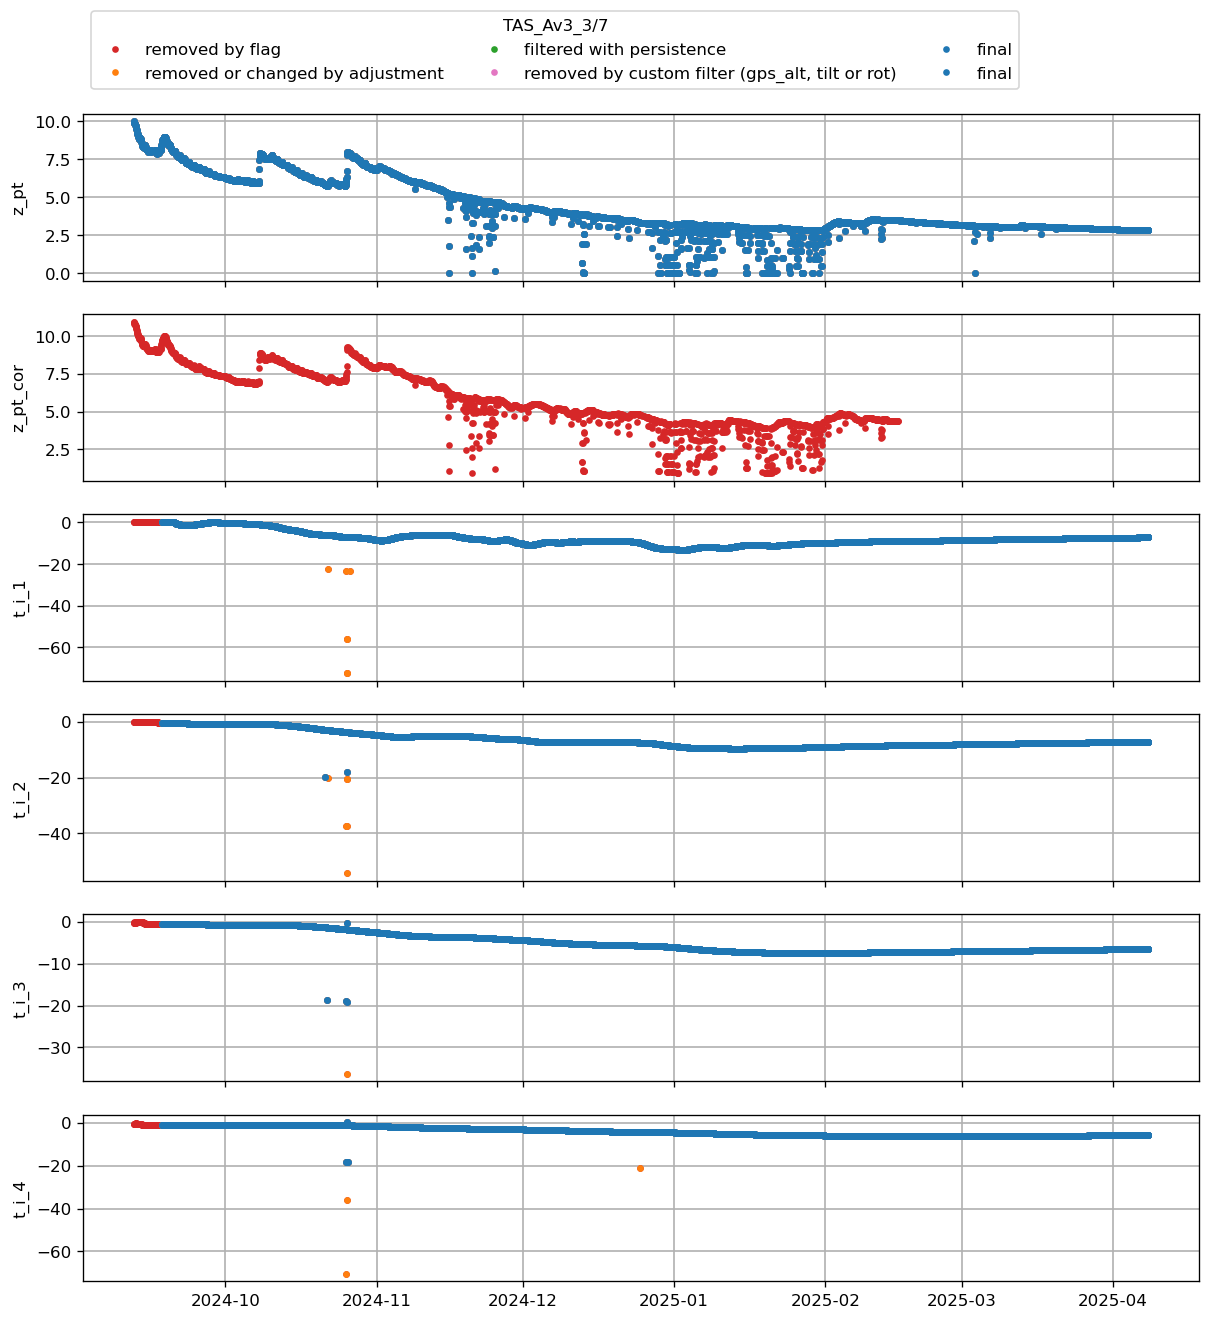 TAS_Av3_3/7
removed by flag
filtered with persistence
final
removed or changed by adjustment
removed by custom filter (gps_alt, tilt or rot)
final
10.0
7.5
5.0
2.5
0.0
z_pt
10.0
7.5
5.0
2.5
z_pt_cor
0
−20
−40
−60
t_i_1
0
−20
−40
t_i_2
0
−10
−20
−30
t_i_3
0
−20
−40
−60
t_i_4
2024-10
2024-11
2024-12
2025-01
2025-02
2025-03
2025-04